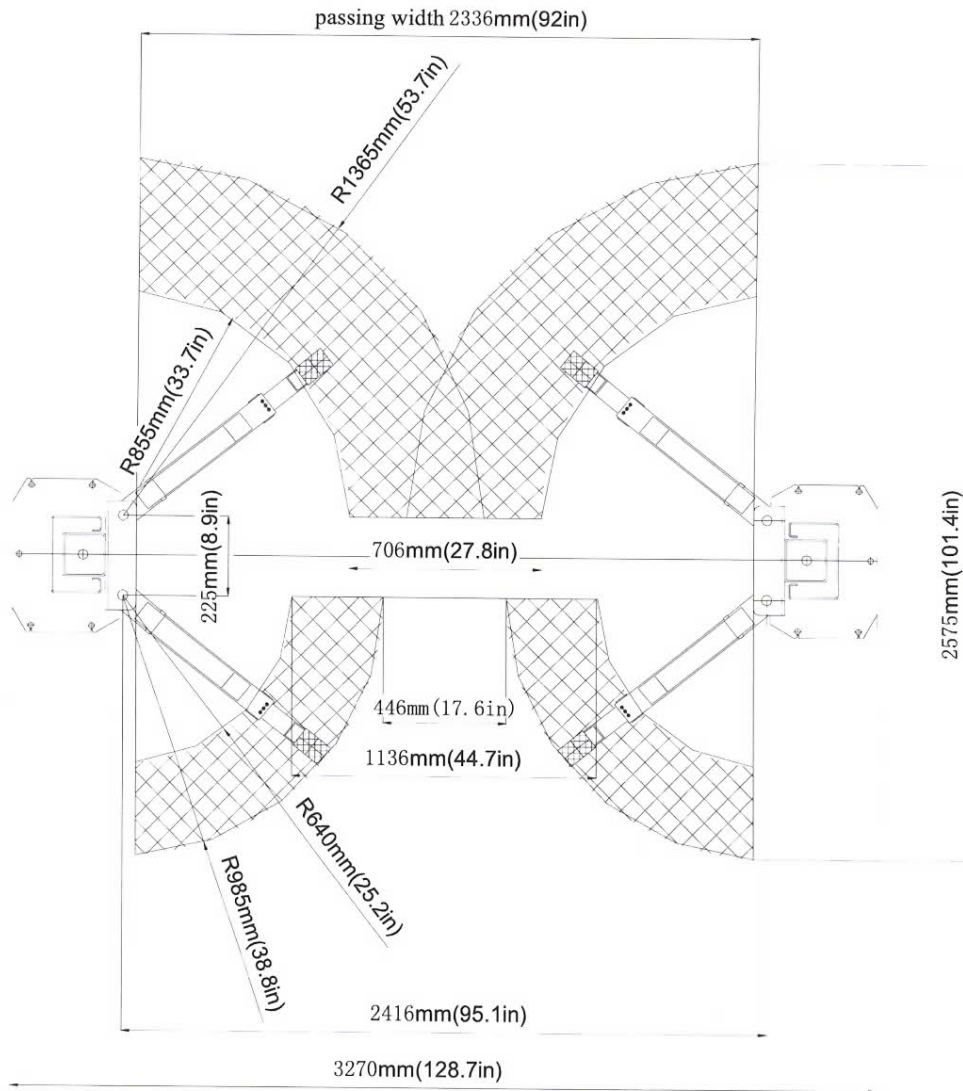 passing width 2336mm(92in)
R1365mm(53.7in)
R855mm(33.7in)
225mm(8.9in)
706mm(27.8in)
2575mm(101.4in)
446mm(17.6in)
1136mm(44.7in)
R640mm(25.2in)
R985mm(38.8in)
2416mm(95.1in)
3270mm(128.7in)